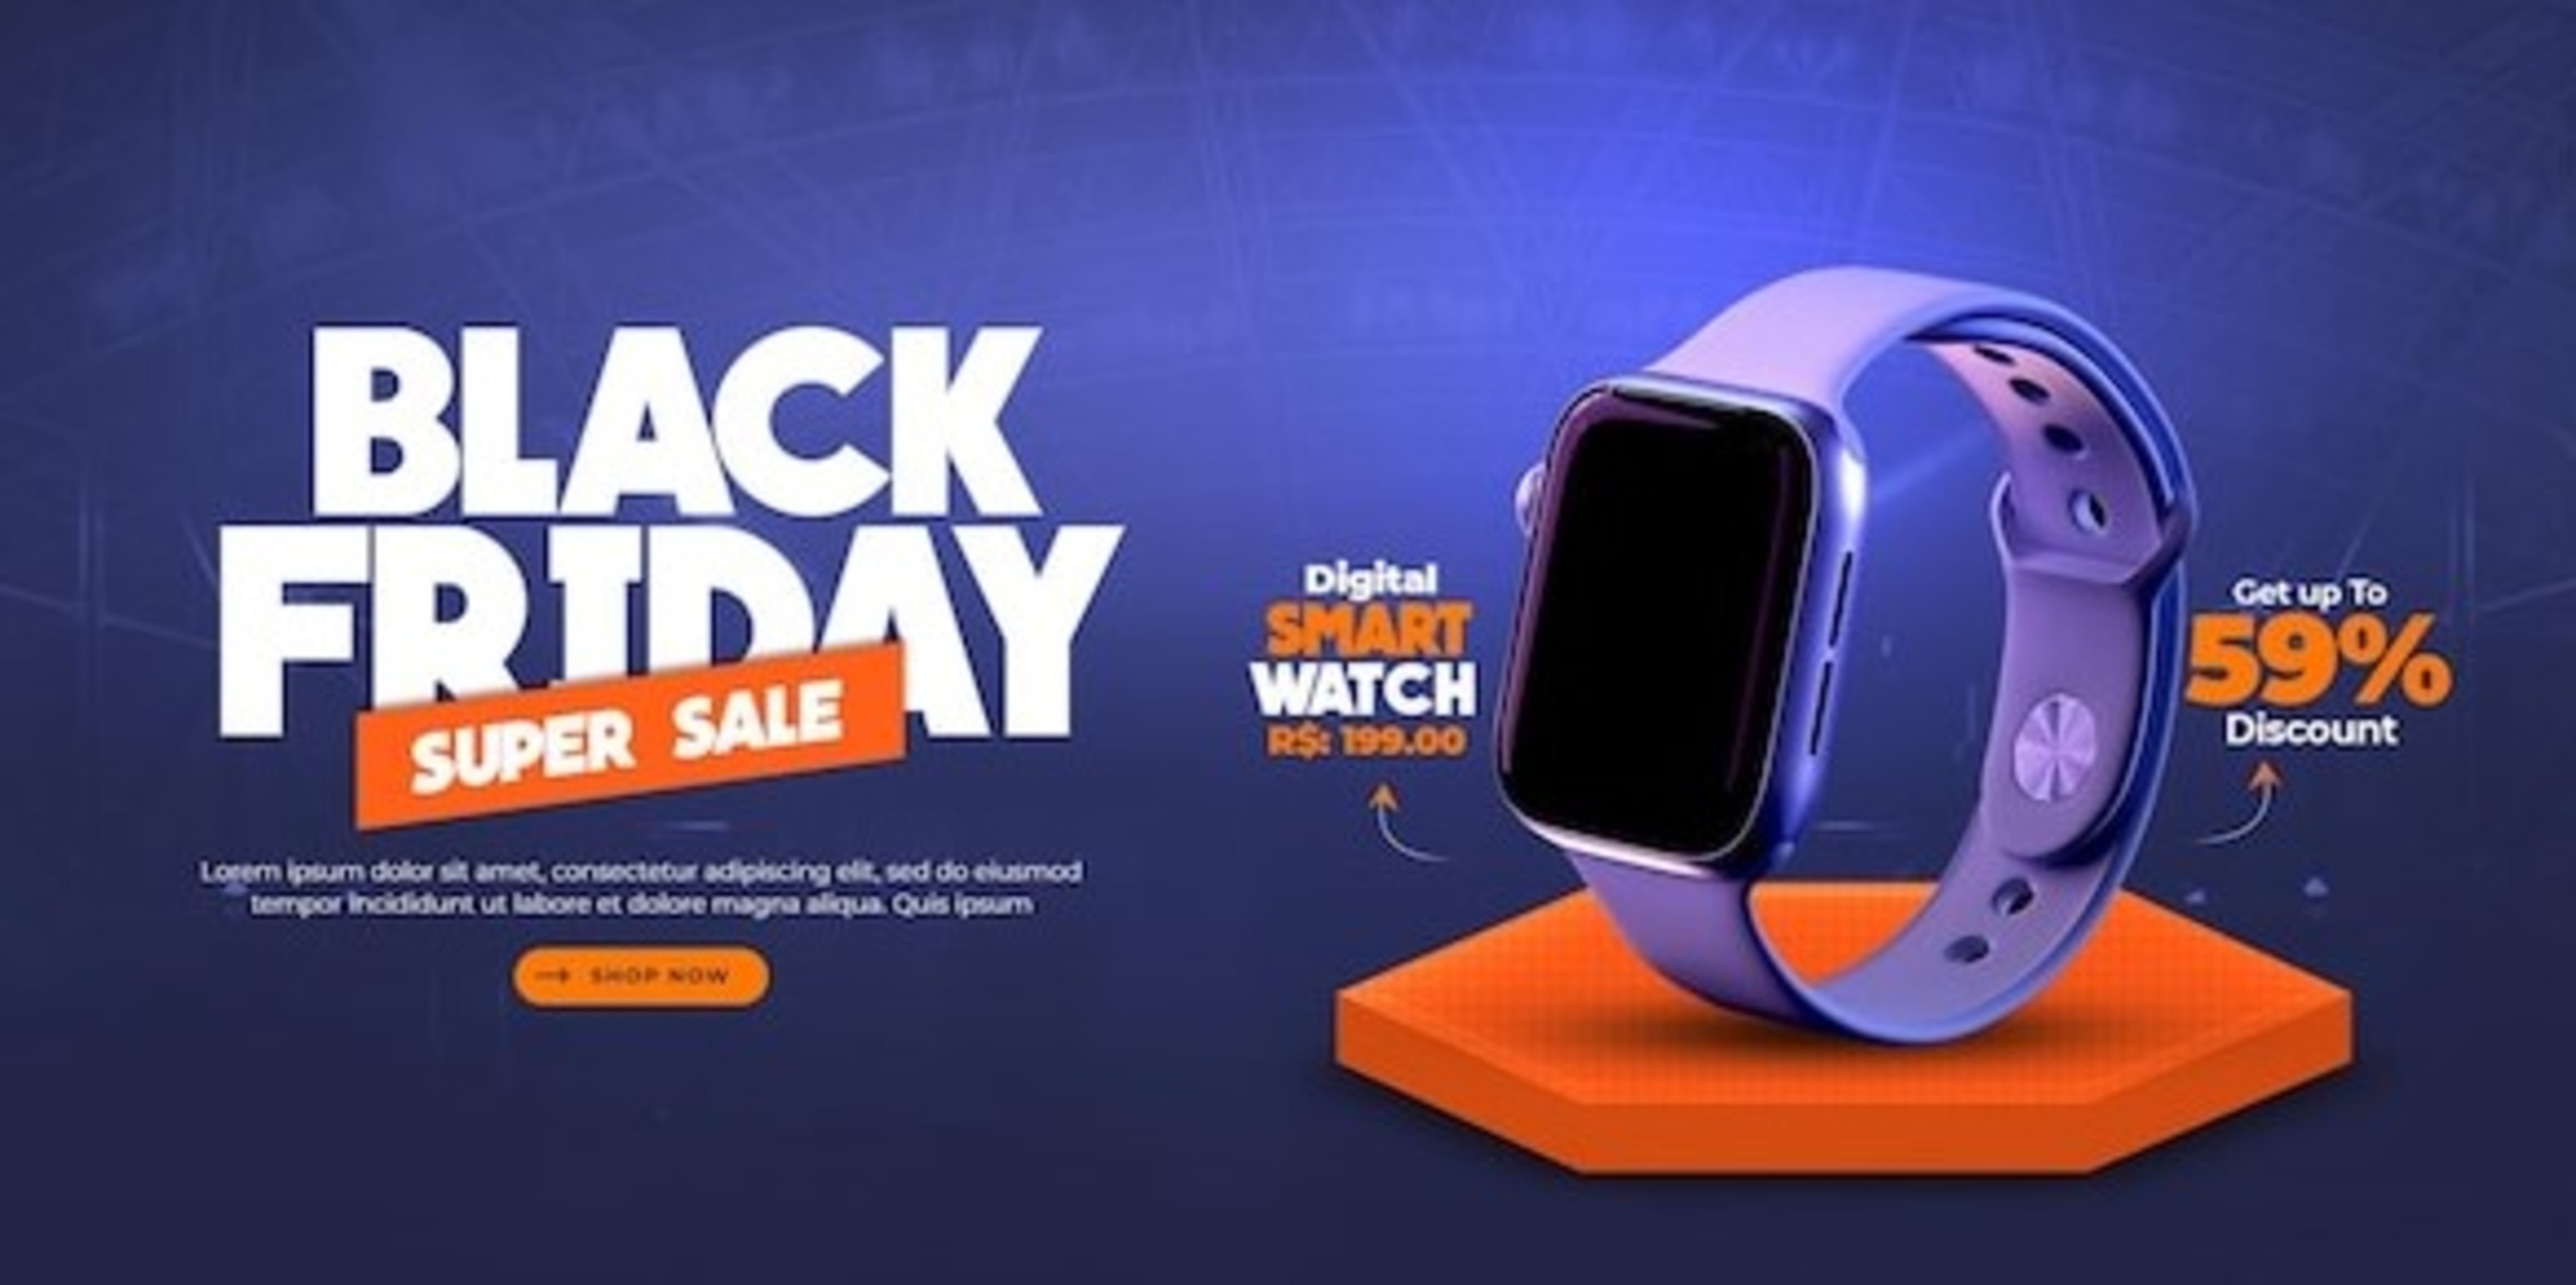 BLACK
FRIDAY
SUPER SALE
Lorem ipsum dolor sit amet, consectetur adipiscing elit, sed do eiusmod
tempor incididunt ut labore et dolore magna aliqua. Quis ipsum
SHOP NOW
Digital
SMART
WATCH
R$: 199.00
Get up To
59%
Discount